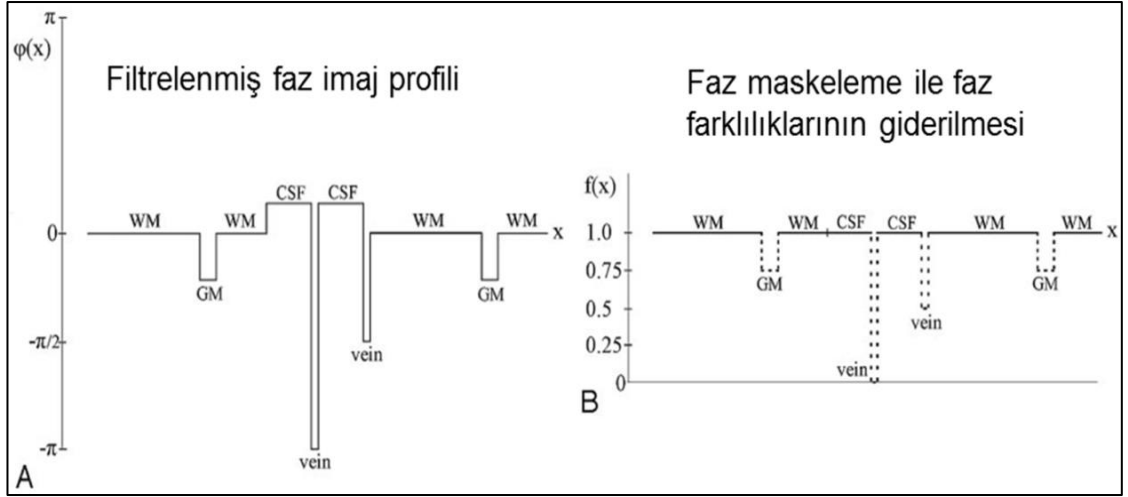 π
φ(x)
Filtrelenmiş faz imaj profili
CSF CSF
WM WM WM WM
0 x
GM GM
-π/2
vein
-π
vein
A
Faz maskeleme ile faz
farklılıklarının giderilmesi
f(x)
WM WM CSF CSF WM WM
1.0 x
0.75
GM GM
0.5
vein
0.25
vein
0
B